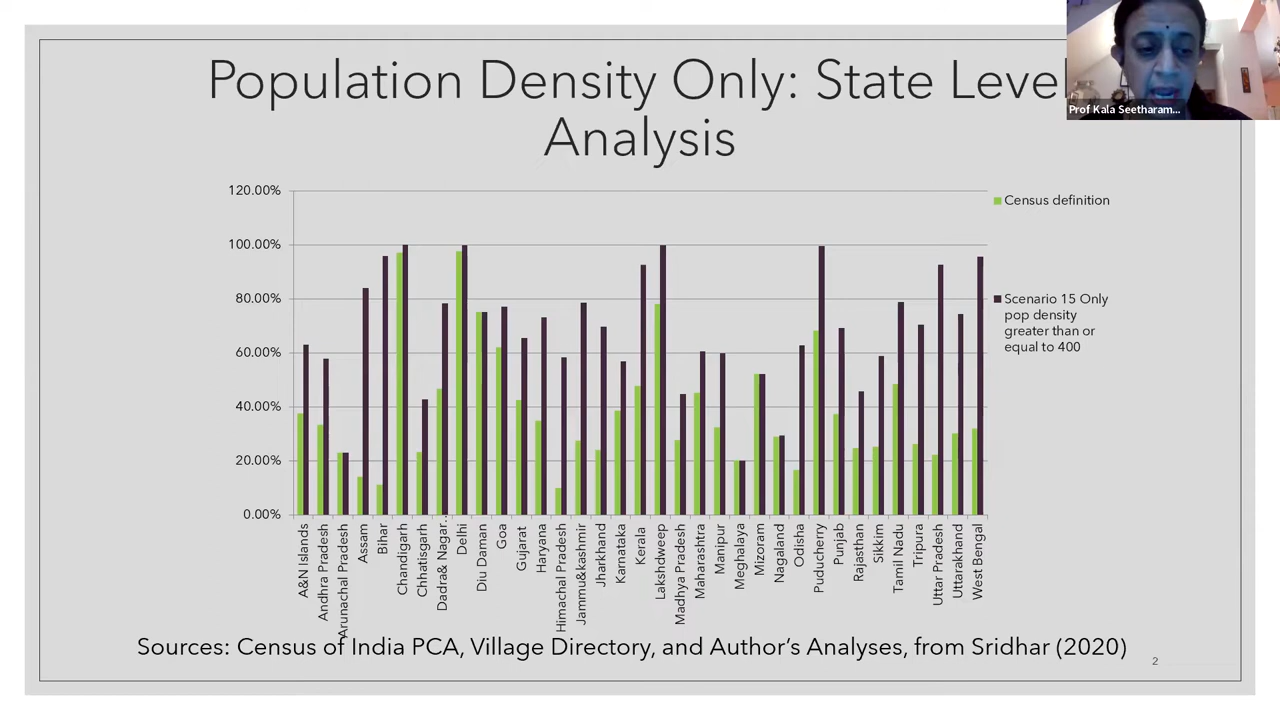 Population Density Only: State Level
Analysis
Prof Kala Seetharam...
120.00%
100.00%
80.00%
60.00%
40.00%
20.00%
0.00%
Census definition
Scenario 15 Only
pop density
greater than or
equal to 400
A&N Islands
Andhra Pradesh
Arunachal Pradesh
Assam
Bihar
Chandigarh
Chhatisgarh
Dadra& Nagar…
Delhi
Diu Daman
Goa
Gujarat
Haryana
Himachal Pradesh
Jammu&kashmir
Jharkhand
Karnataka
Kerala
Lakshdweep
Madhya Pradesh
Maharashtra
Manipur
Meghalaya
Mizoram
Nagaland
Odisha
Puducherry
Punjab
Rajasthan
Sikkim
Tamil Nadu
Tripura
Uttar Pradesh
Uttarakhand
West Bengal
Sources: Census of India PCA, Village Directory, and Author's Analyses, from Sridhar (2020)
2